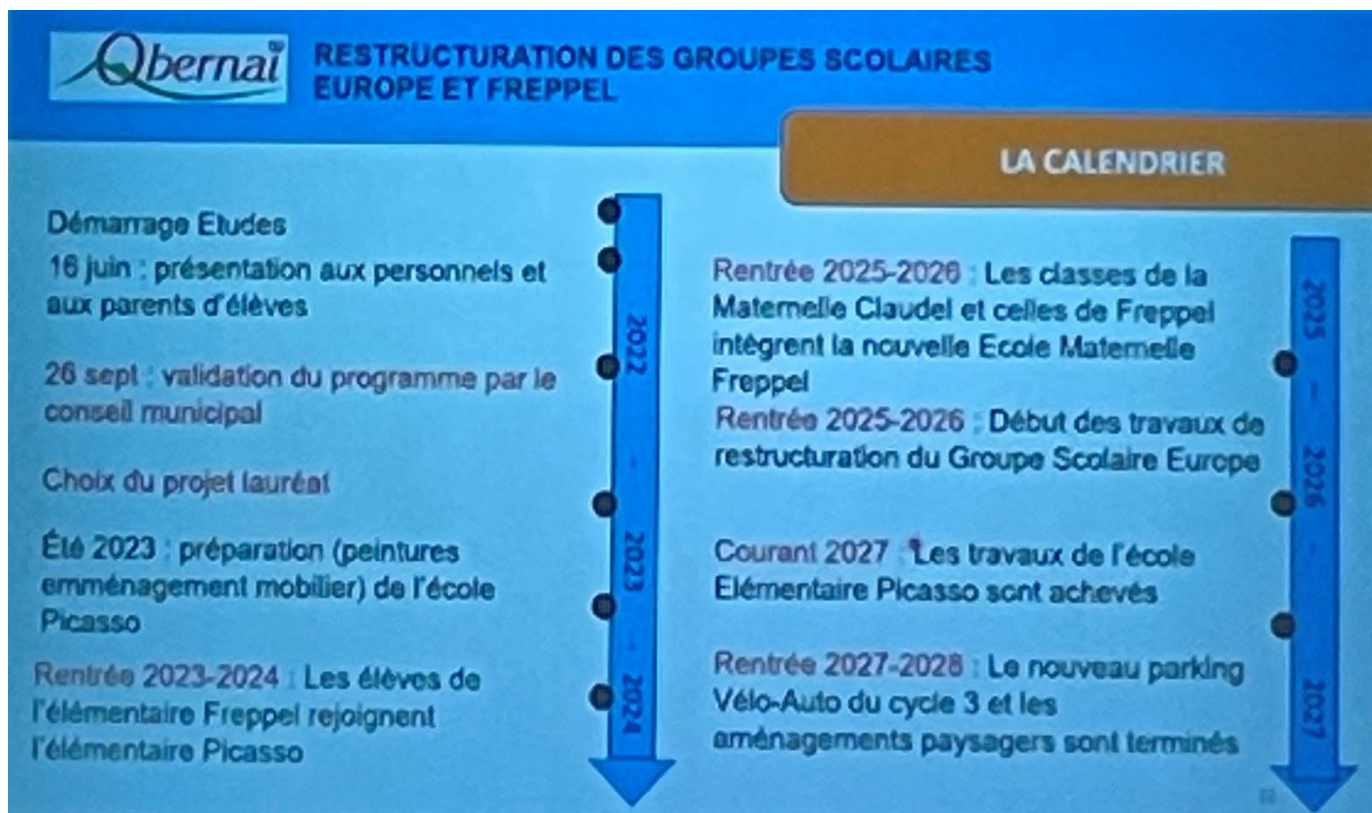 Obernai
RESTRUCTURATION DES GROUPES SCOLAIRES
EUROPE ET FREPPEL
LA CALENDRIER
Démarrage Etudes
16 juin : présentation aux personnels et
aux parents d'élèves
26 sept : validation du programme par le
conseil municipal
Choix du projet lauréat
Été 2023 : préparation (peintures
emménagement mobilier) de l'école
Picasso
Rentrée 2023-2024 : Les élèves de
l'élémentaire Freppel rejoignent
l'élémentaire Picasso
2022 - 2023 - 2024
Rentrée 2025-2026 : Les classes de la
Maternelle Claudel et celles de Freppel
intègrent la nouvelle Ecole Maternelle
Freppel
Rentrée 2025-2026 : Début des travaux de
restructuration du Groupe Scolaire Europe
Courant 2027 : Les travaux de l'école
Elémentaire Picasso sont achevés
Rentrée 2027-2028 : Le nouveau parking
Vélo-Auto du cycle 3 et les
aménagements paysagers sont terminés
2025 - 2026 - 2027